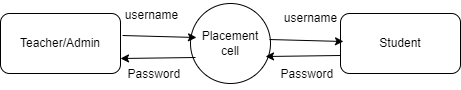 username
username
Teacher/Admin
Placement
cell
Student
Password
Password